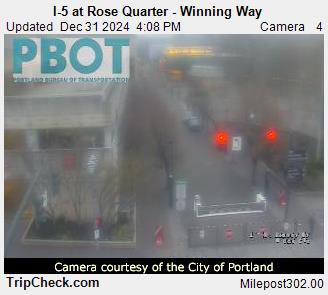 I-5 at Rose Quarter - Winning Way
Updated Dec 31 2024 4:08 PM Camera 4
PBOT
PORTLAND BUREAU OF TRANSPORTATION
Camera courtesy of the City of Portland
TripCheck.com Milepost302.00